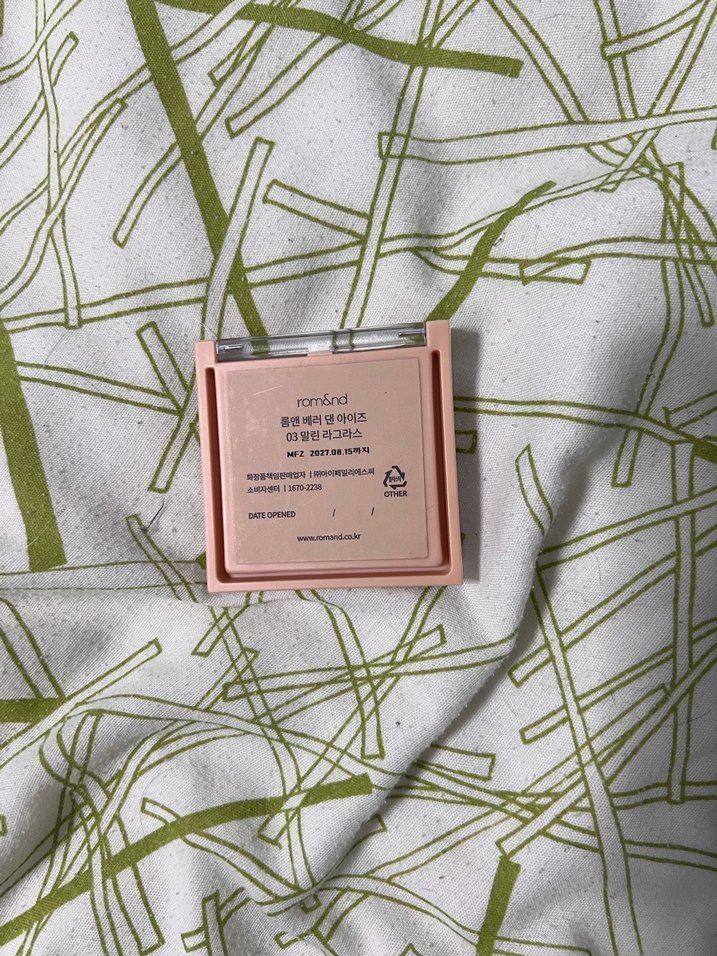 rom&nd
롬앤 베러 댄 아이즈
03 말린 라그라스
MFZ 2027.08.15까지
화장품책임판매업자 | ㈜아이패밀리에스씨
소비자센터 | 1670-2238
OTHER
DATE OPENED / /
www.romand.co.kr